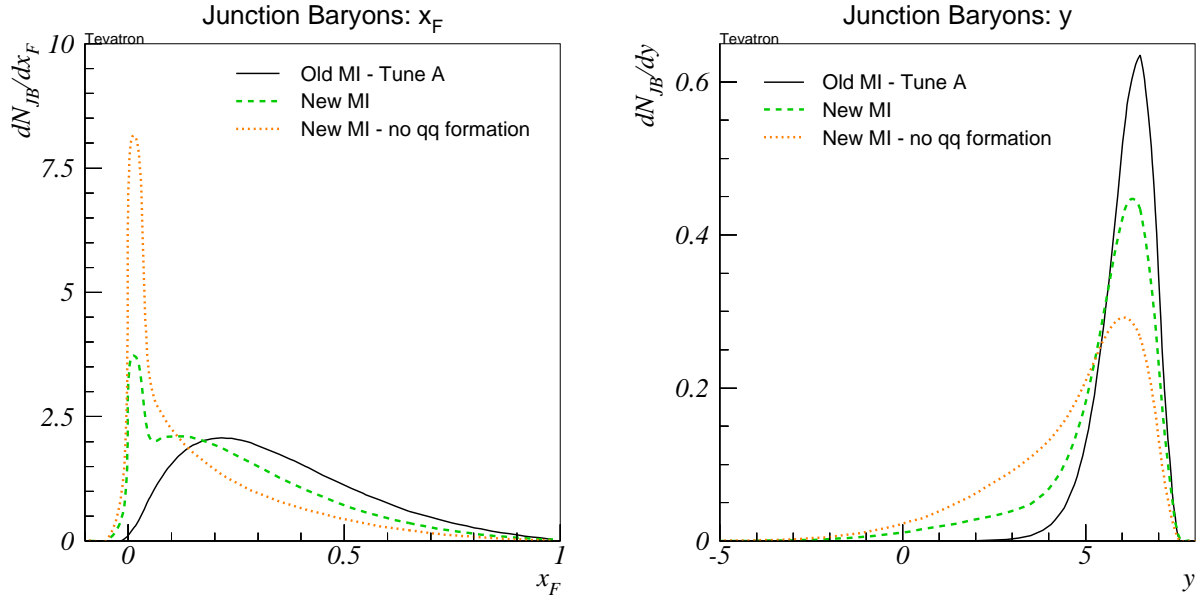 Junction Baryons: x_F
Tevatron
dN_JB/dx_F
Old MI - Tune A
New MI
New MI - no qq formation
10
7.5
5
2.5
0
0
0.5
1
x_F
Junction Baryons: y
Tevatron
dN_JB/dy
Old MI - Tune A
New MI
New MI - no qq formation
0.6
0.4
0.2
0
-5
0
5
y